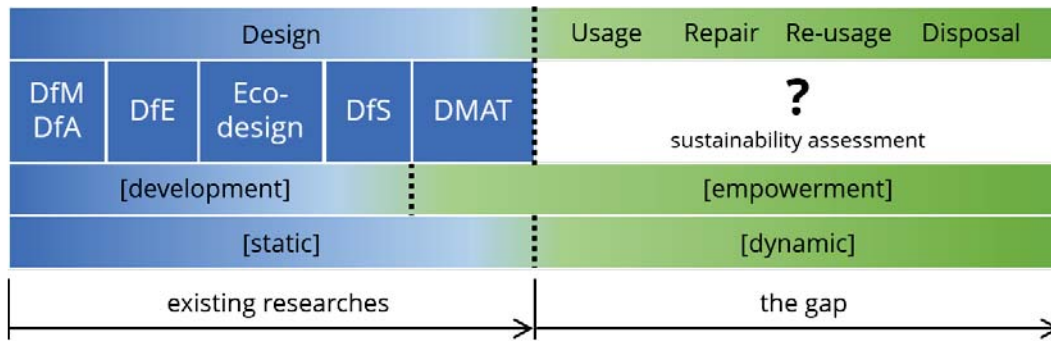 Design Usage Repair Re-usage Disposal
DfM
DfA
DfE
Eco-
design
DfS
DMAT
?
sustainability assessment
[development] [empowerment]
[static] [dynamic]
existing researches the gap